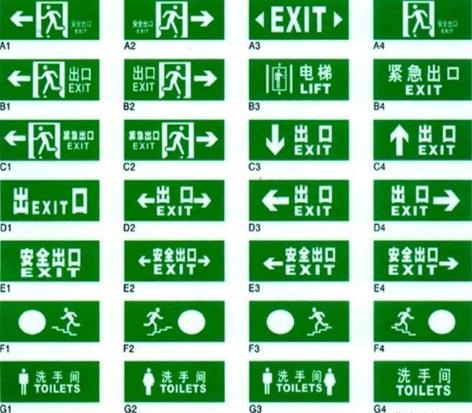 安全出口
EXIT
安全出口
EXIT
EXIT
安全出口
EXIT
A1
A2
A3
A4
出口
EXIT
出口
EXIT
电梯
LIFT
紧急出口
EXIT
B1
B2
B3
B4
紧急出口
EXIT
紧急出口
EXIT
出口
EXIT
出口
EXIT
C1
C2
C3
C4
出EXIT口
出口
EXIT
出口
EXIT
出口
EXIT
D1
D2
D3
D4
安全出口
EXIT
安全出口
EXIT
安全出口
EXIT
安全出口
EXIT
E1
E2
E3
E4
F1
F2
F3
F4
洗手间
TOILETS
洗手间
TOILETS
洗手间
TOILETS
洗手间
TOILETS
G1
G2
G3
G4